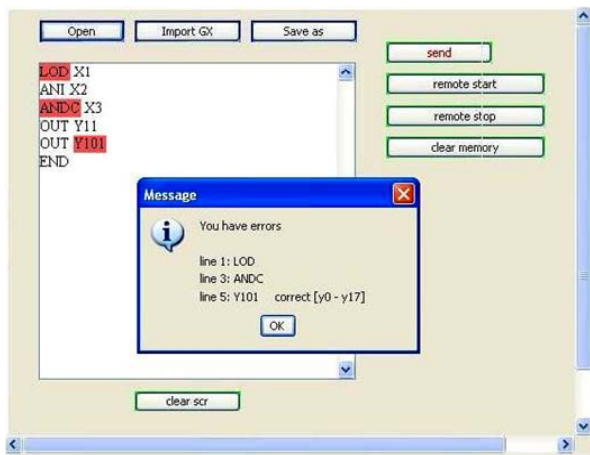 Open
Import GX
Save as
send
remote start
remote stop
clear memory
LOD X1
ANI X2
ANDC X3
OUT Y11
OUT Y101
END
Message
You have errors
line 1: LOD
line 3: ANDC
line 5: Y101 correct [y0 - y17]
OK
clear scr